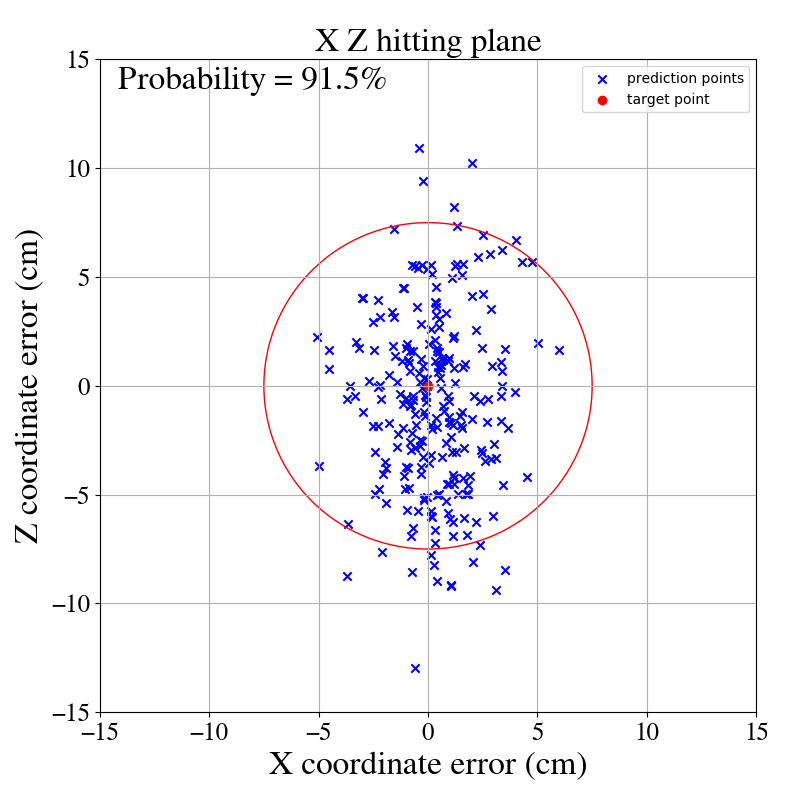 X Z hitting plane
Probability = 91.5%
prediction points
target point
15
10
5
0
−5
−10
−15
−15
−10
−5
0
5
10
15
Z coordinate error (cm)
X coordinate error (cm)